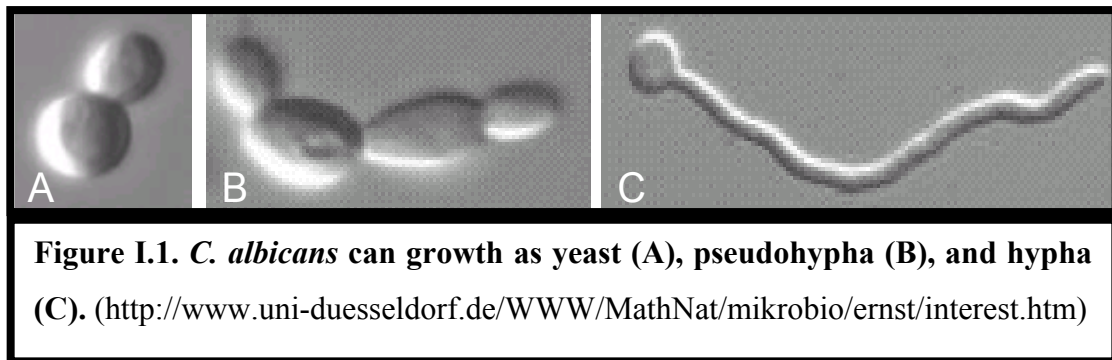 A B C
Figure I.1. C. albicans can growth as yeast (A), pseudohypha (B), and hypha
(C). (http://www.uni-duesseldorf.de/WWW/MathNat/mikrobio/ernst/interest.htm)